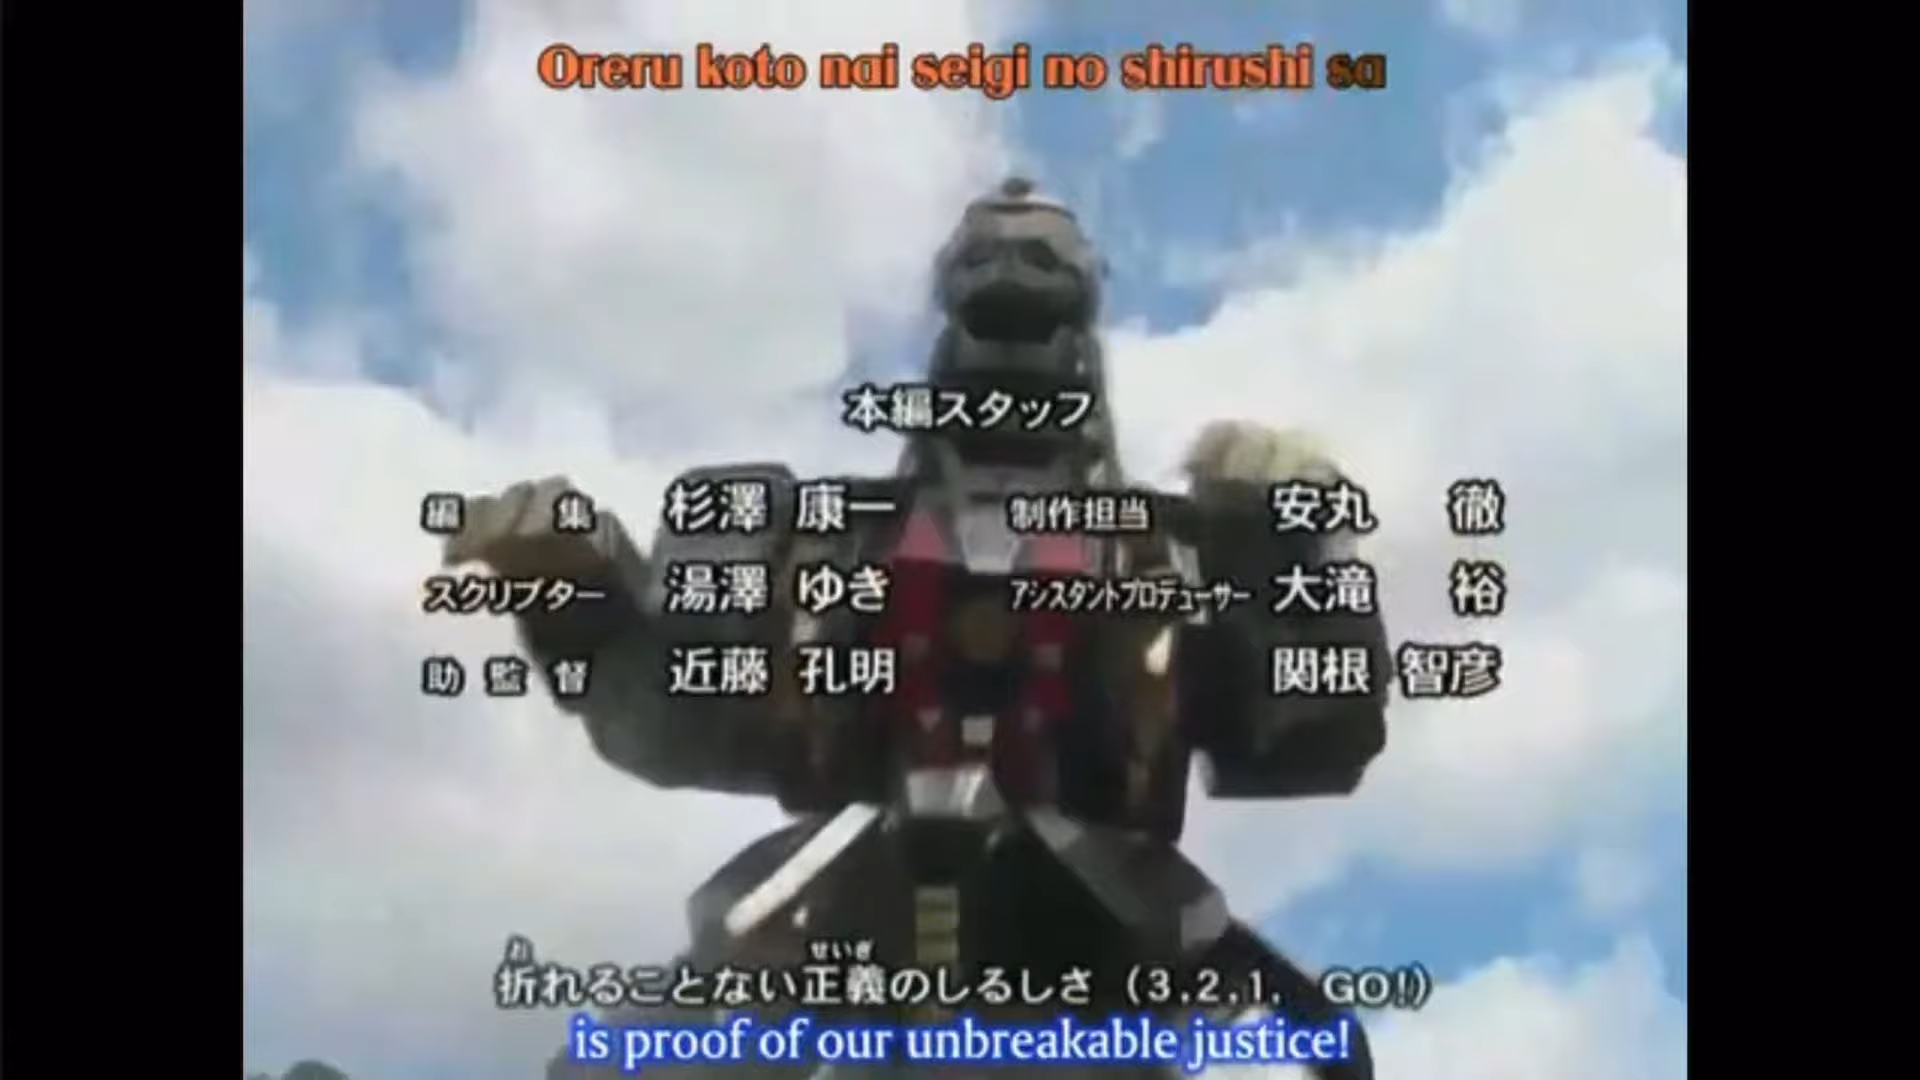 Oreru koto nai seigi no shirushi sa
本編スタッフ
編集 杉澤 康一 制作担当 安丸 徹
スクリプター 湯澤 ゆき アシスタントプロデューサー 大滝 裕
助監督 近藤 孔明 関根 智彦
お せいぎ
折れることない正義のしるしさ (3,2,1, GO!)
is proof of our unbreakable justice!